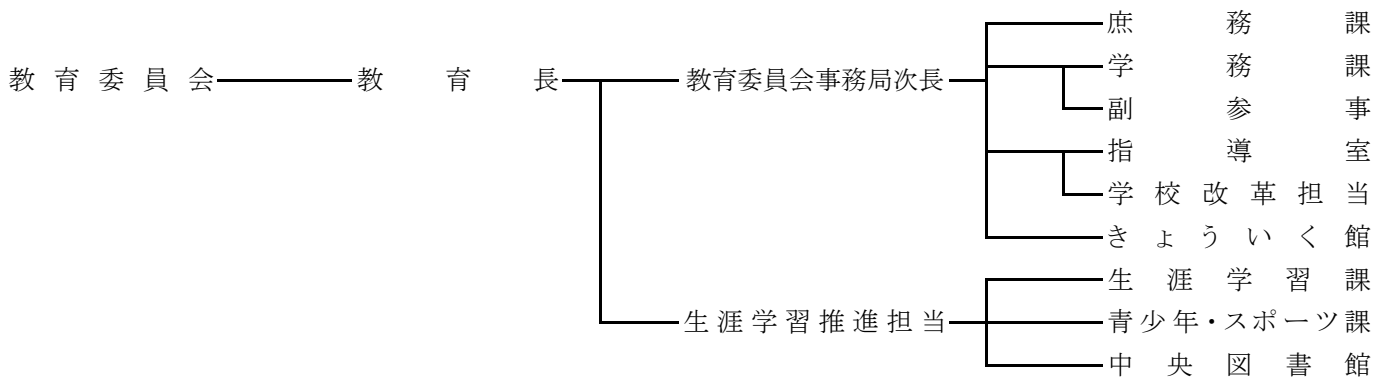 庶務課
教育委員会 教育長 教育委員会事務局次長
学務課
副参事
指導室
学校改革担当
きょういく館
生涯学習課
生涯学習推進担当
青少年・スポーツ課
中央図書館